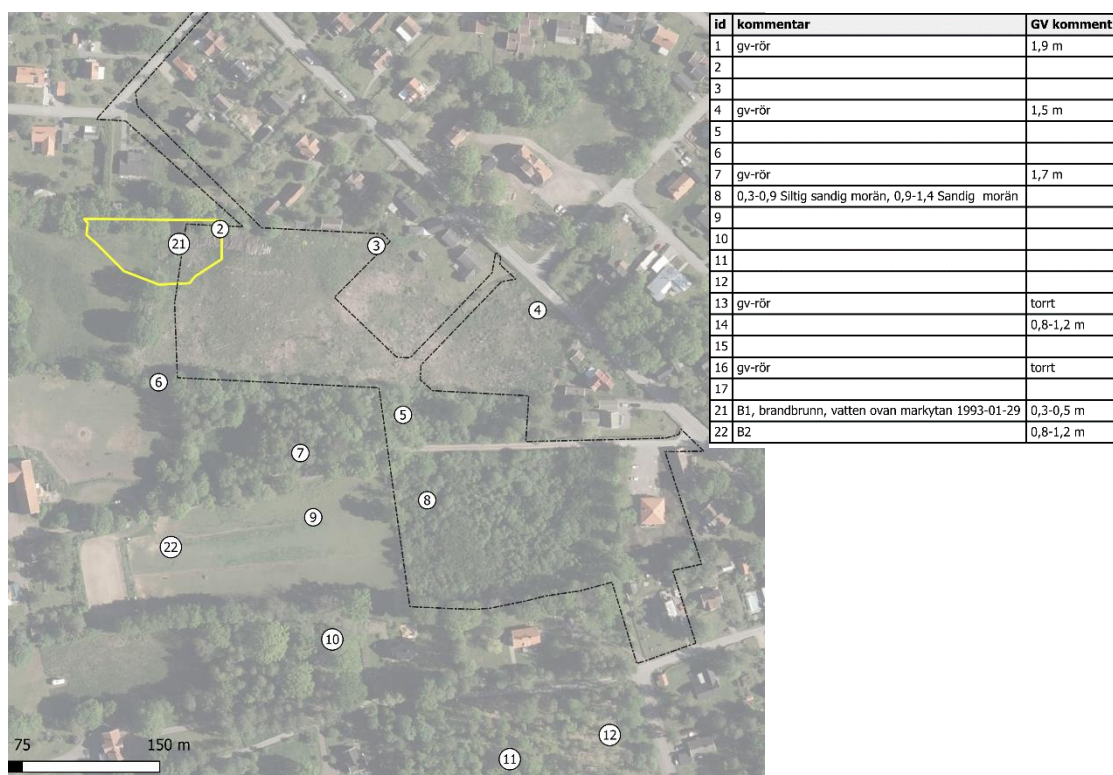 id kommentar GV komment
1 gv-rör 1,9 m
2
3
4 gv-rör 1,5 m
5
6
7 gv-rör 1,7 m
8 0,3-0,9 Siltig sandig morän, 0,9-1,4 Sandig morän
9
10
11
12
13 gv-rör torrt
14 0,8-1,2 m
15
16 gv-rör torrt
17
21 B1, brandbrunn, vatten ovan markytan 1993-01-29 0,3-0,5 m
22 B2 0,8-1,2 m
2
21
3
4
6
5
7
8
9
22
10
12
11
75 150 m